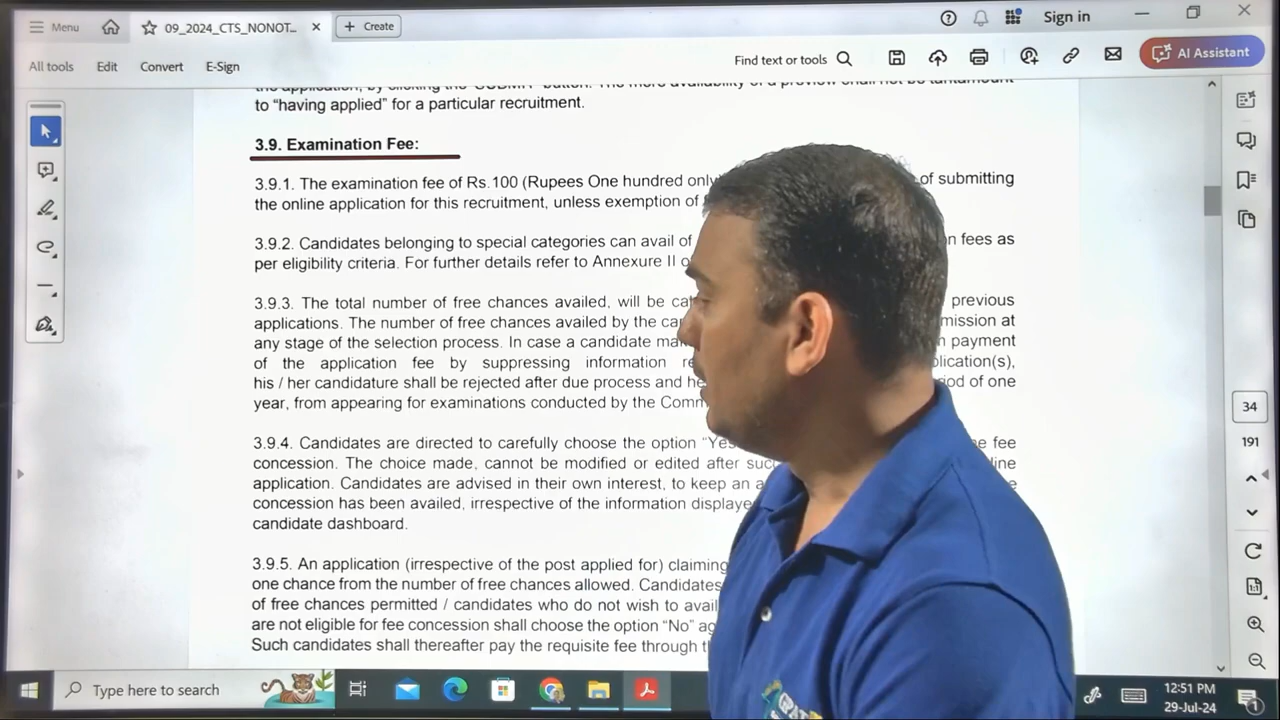 Menu
09_2024_CTS_NONOT...
Create
Sign in
All tools
Edit
Convert
E-Sign
Find text or tools
AI Assistant
to "having applied" for a particular recruitment.
3.9. Examination Fee:
3.9.1. The examination fee of Rs.100 (Rupees One hundred only of submitting
the online application for this recruitment, unless exemption of
3.9.2. Candidates belonging to special categories can avail of fees as
per eligibility criteria. For further details refer to Annexure II
3.9.3. The total number of free chances availed, will be previous
applications. The number of free chances availed by the at
any stage of the selection process. In case a candidate payment
of the application fee by suppressing information
his / her candidature shall be rejected after due process and of one
year, from appearing for examinations conducted by the
3.9.4. Candidates are directed to carefully choose the option "Yes fee
concession. The choice made, cannot be modified or edited after
application. Candidates are advised in their own interest, to keep an
concession has been availed, irrespective of the information
candidate dashboard.
3.9.5. An application (irrespective of the post applied for) claiming
one chance from the number of free chances allowed. Candidates
of free chances permitted / candidates who do not wish to avail
are not eligible for fee concession shall choose the option "No"
Such candidates shall thereafter pay the requisite fee through
34
191
Type here to search
12:51 PM
29-Jul-24
1